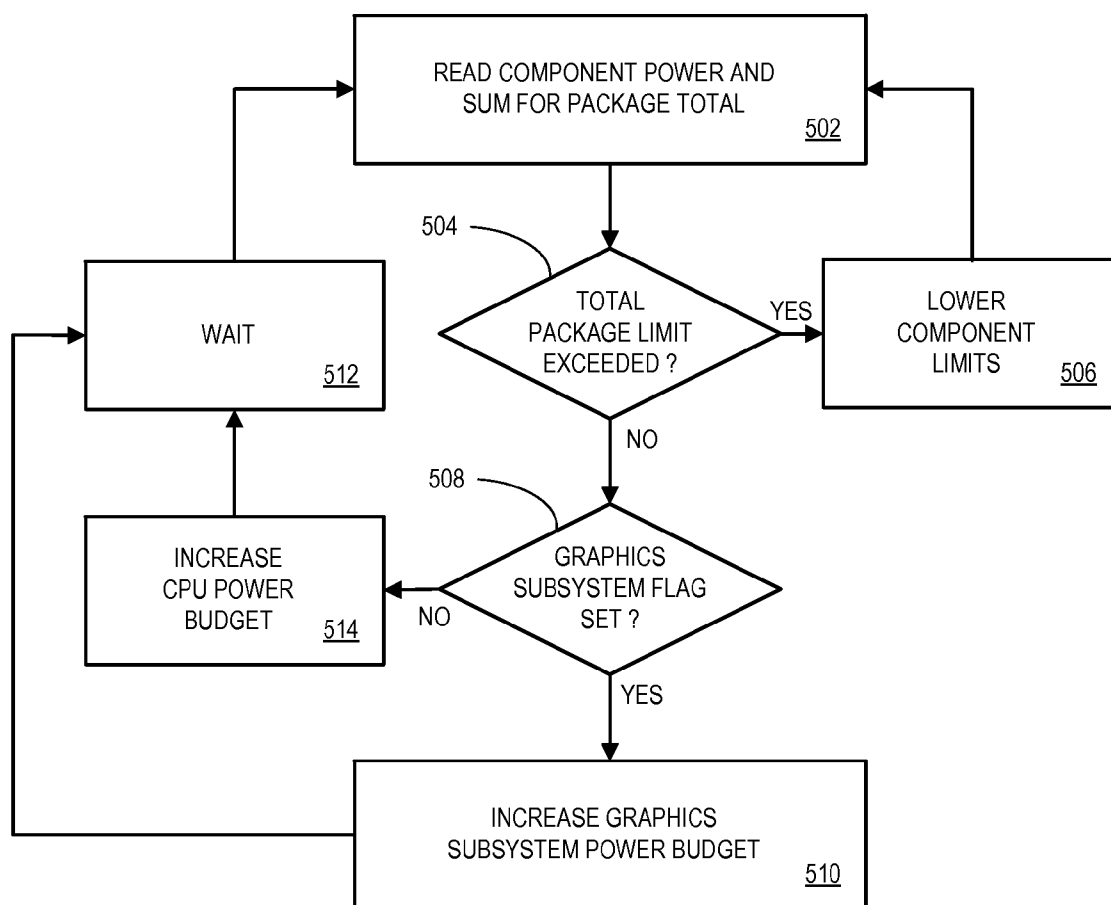 READ COMPONENT POWER AND
SUM FOR PACKAGE TOTAL
502
504
TOTAL
PACKAGE LIMIT
EXCEEDED ?
YES
LOWER
COMPONENT
LIMITS
506
WAIT
512
NO
508
GRAPHICS
SUBSYSTEM FLAG
SET ?
NO
INCREASE
CPU POWER
BUDGET
514
YES
INCREASE GRAPHICS
SUBSYSTEM POWER BUDGET
510